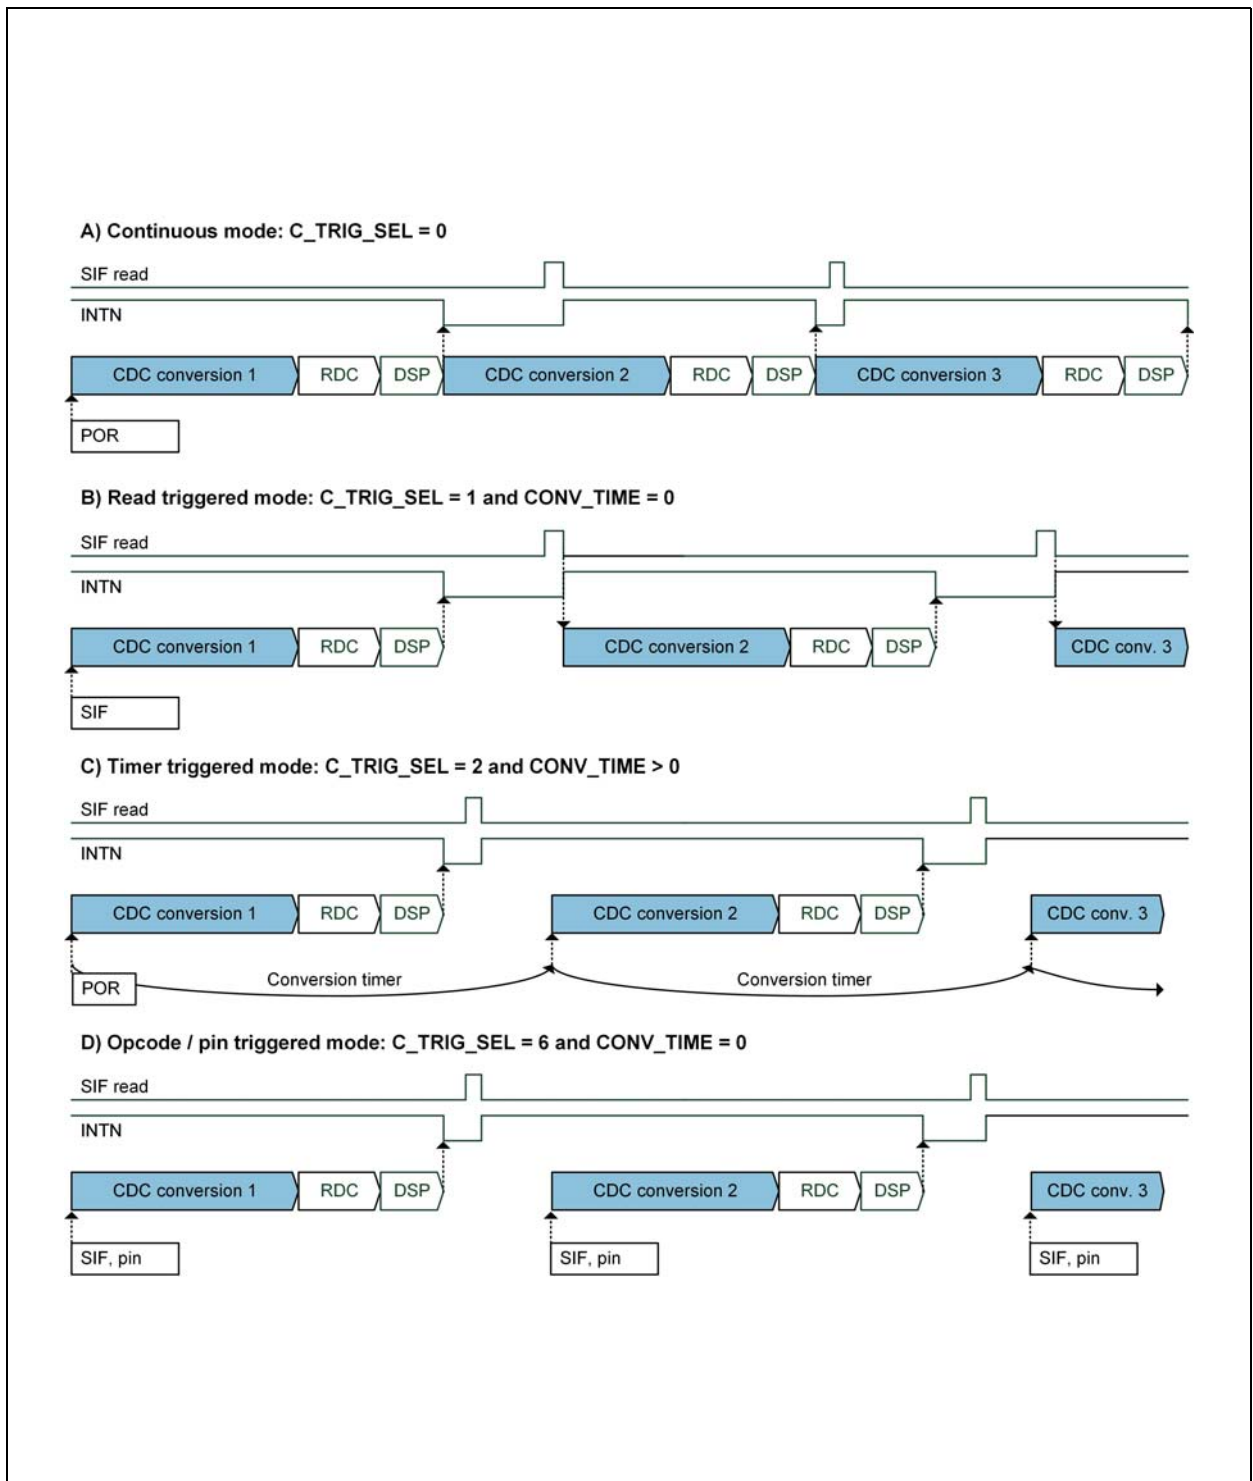 A) Continuous mode: C_TRIG_SEL = 0
SIF read
INTN
CDC conversion 1 RDC DSP CDC conversion 2 RDC DSP CDC conversion 3 RDC DSP
POR
B) Read triggered mode: C_TRIG_SEL = 1 and CONV_TIME = 0
SIF read
INTN
CDC conversion 1 RDC DSP CDC conversion 2 RDC DSP CDC conv. 3
SIF
C) Timer triggered mode: C_TRIG_SEL = 2 and CONV_TIME > 0
SIF read
INTN
CDC conversion 1 RDC DSP CDC conversion 2 RDC DSP CDC conv. 3
POR Conversion timer Conversion timer
D) Opcode / pin triggered mode: C_TRIG_SEL = 6 and CONV_TIME = 0
SIF read
INTN
CDC conversion 1 RDC DSP CDC conversion 2 RDC DSP CDC conv. 3
SIF, pin SIF, pin SIF, pin